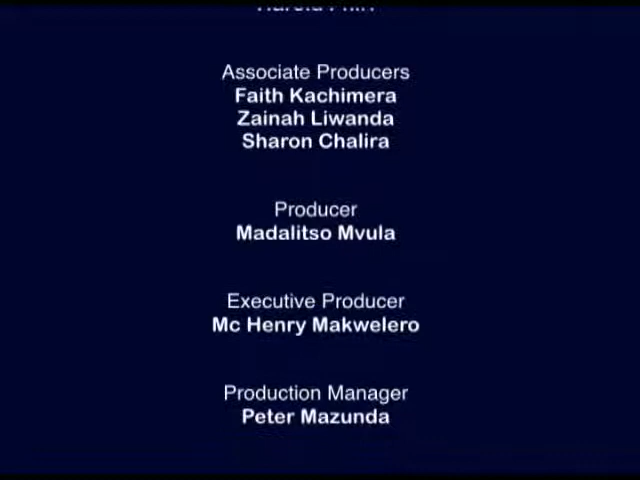 Associate Producers
Faith Kachimera
Zainah Liwanda
Sharon Chalira
Producer
Madalitso Mvula
Executive Producer
Mc Henry Makwelero
Production Manager
Peter Mazunda